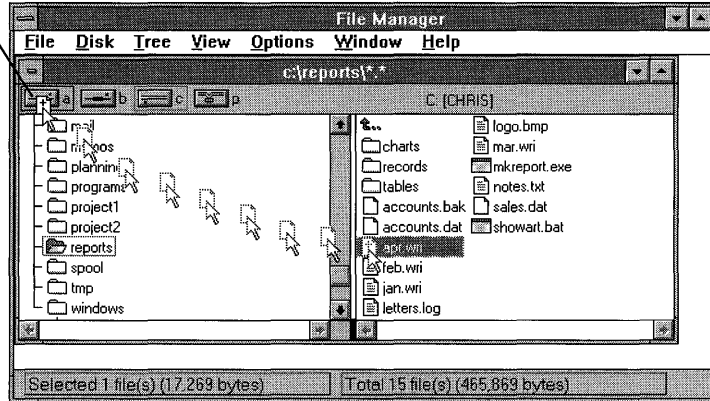 File Manager
File Disk Tree View Options Window Help
c:\reports\*.*
a b c p C: [CHRIS]
mail
planning
programs
project1
project2
reports
spool
tmp
windows
charts
records
tables
accounts.bak
accounts.dat
apr.wri
feb.wri
jan.wri
letters.log
logo.bmp
mar.wri
mkreport.exe
notes.txt
sales.dat
showart.bat
Selected 1 file(s) (17,269 bytes) Total 15 file(s) (465,869 bytes)